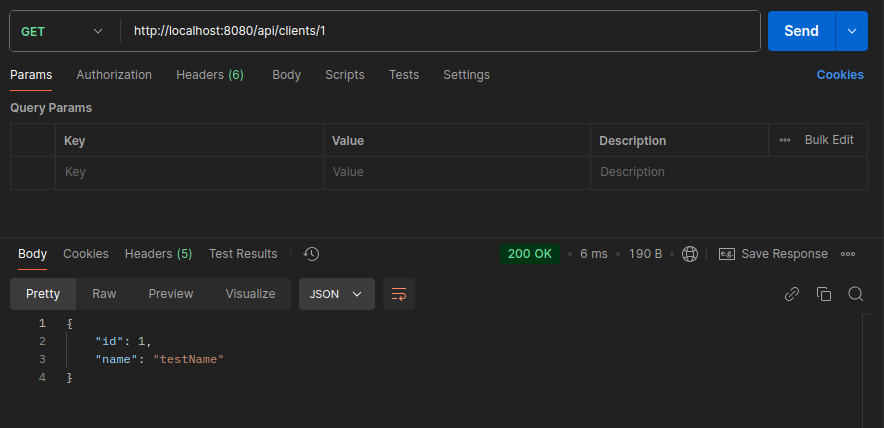 GET http://localhost:8080/api/clients/1 Send
Params Authorization Headers (6) Body Scripts Tests Settings Cookies
Query Params
Key Value Description Bulk Edit
Key Value Description
Body Cookies Headers (5) Test Results 200 OK • 6 ms • 190 B e.g. Save Response
Pretty Raw Preview Visualize JSON
1 {
2 "id": 1,
3 "name": "testName"
4 }